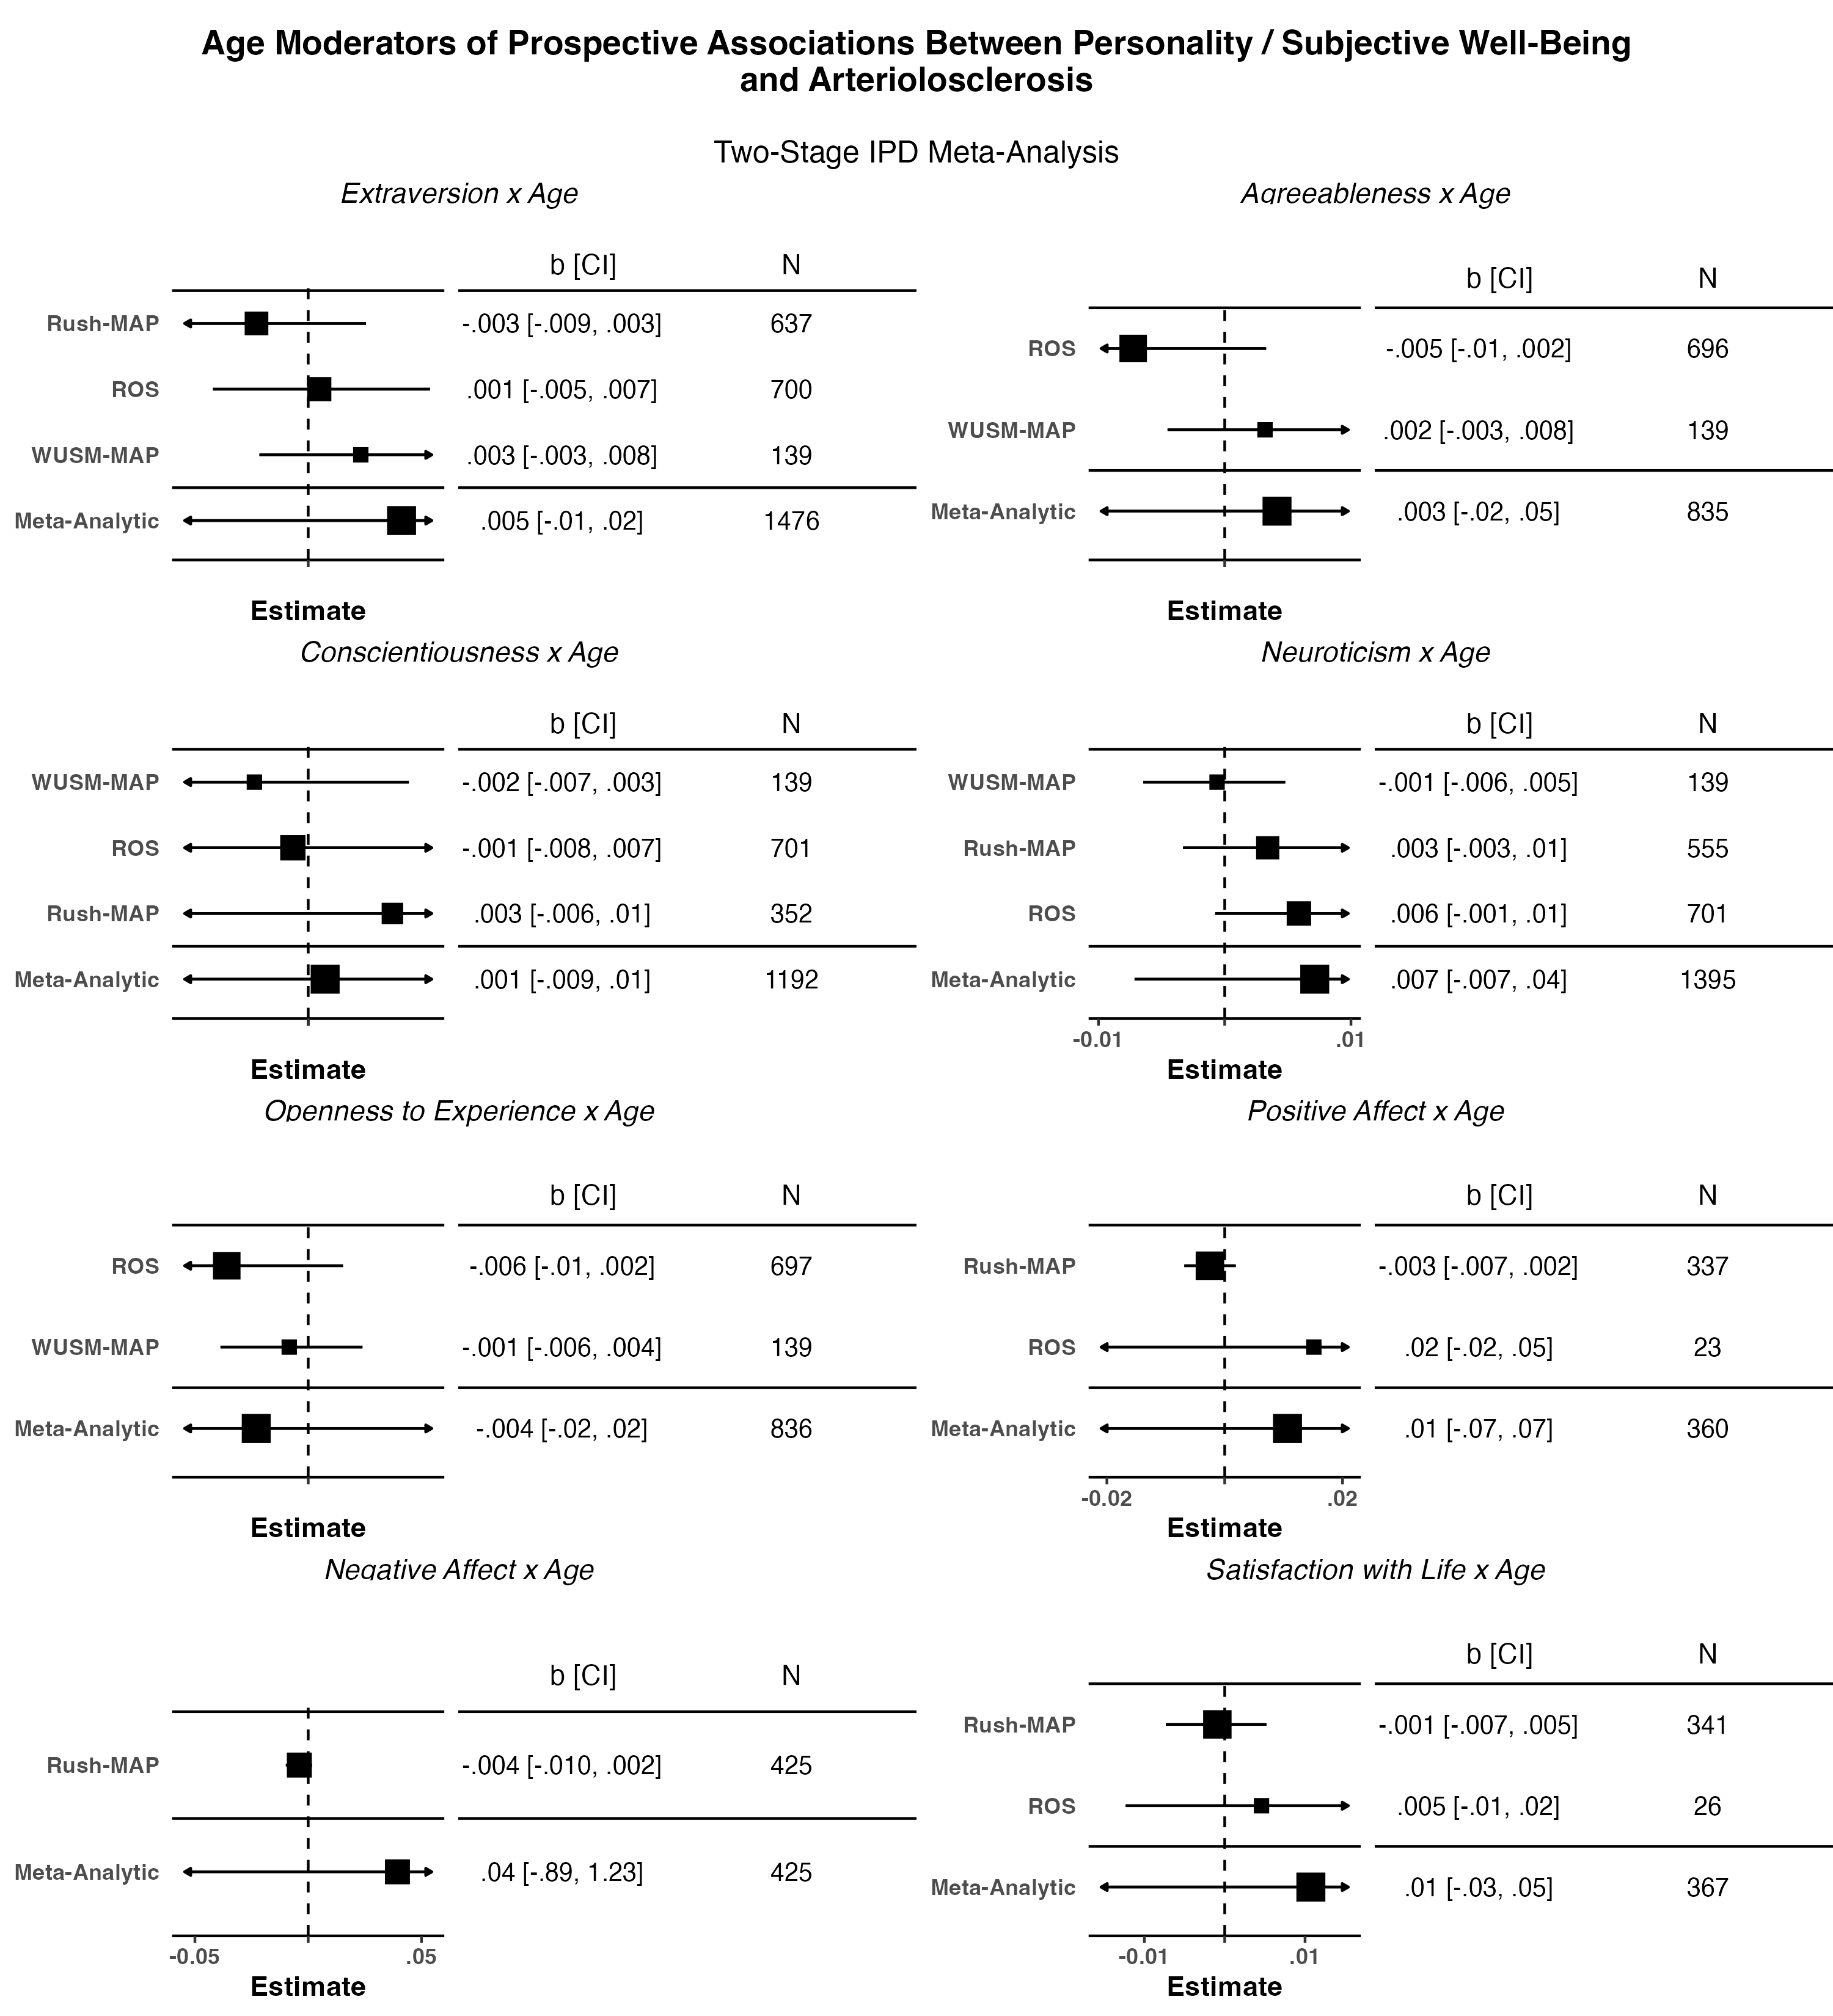 Age Moderators of Prospective Associations Between Personality / Subjective Well-Being
and Arteriolosclerosis
Two-Stage IPD Meta-Analysis
Extraversion x Age
b [CI] N
Rush-MAP -.003 [-.009, .003] 637
ROS .001 [-.005, .007] 700
WUSM-MAP .003 [-.003, .008] 139
Meta-Analytic .005 [-.01, .02] 1476
Estimate
Agreeableness x Age
b [CI] N
ROS -.005 [-.01, .002] 696
WUSM-MAP .002 [-.003, .008] 139
Meta-Analytic .003 [-.02, .05] 835
Estimate
Conscientiousness x Age
b [CI] N
WUSM-MAP -.002 [-.007, .003] 139
ROS -.001 [-.008, .007] 701
Rush-MAP .003 [-.006, .01] 352
Meta-Analytic .001 [-.009, .01] 1192
Estimate
Neuroticism x Age
b [CI] N
WUSM-MAP -.001 [-.006, .005] 139
Rush-MAP .003 [-.003, .01] 555
ROS .006 [-.001, .01] 701
Meta-Analytic .007 [-.007, .04] 1395
-0.01 .01
Estimate
Openness to Experience x Age
b [CI] N
ROS -.006 [-.01, .002] 697
WUSM-MAP -.001 [-.006, .004] 139
Meta-Analytic -.004 [-.02, .02] 836
Estimate
Positive Affect x Age
b [CI] N
Rush-MAP -.003 [-.007, .002] 337
ROS .02 [-.02, .05] 23
Meta-Analytic .01 [-.07, .07] 360
-0.02 .02
Estimate
Negative Affect x Age
b [CI] N
Rush-MAP -.004 [-.010, .002] 425
Meta-Analytic .04 [-.89, 1.23] 425
-0.05 .05
Estimate
Satisfaction with Life x Age
b [CI] N
Rush-MAP -.001 [-.007, .005] 341
ROS .005 [-.01, .02] 26
Meta-Analytic .01 [-.03, .05] 367
-0.01 .01
Estimate